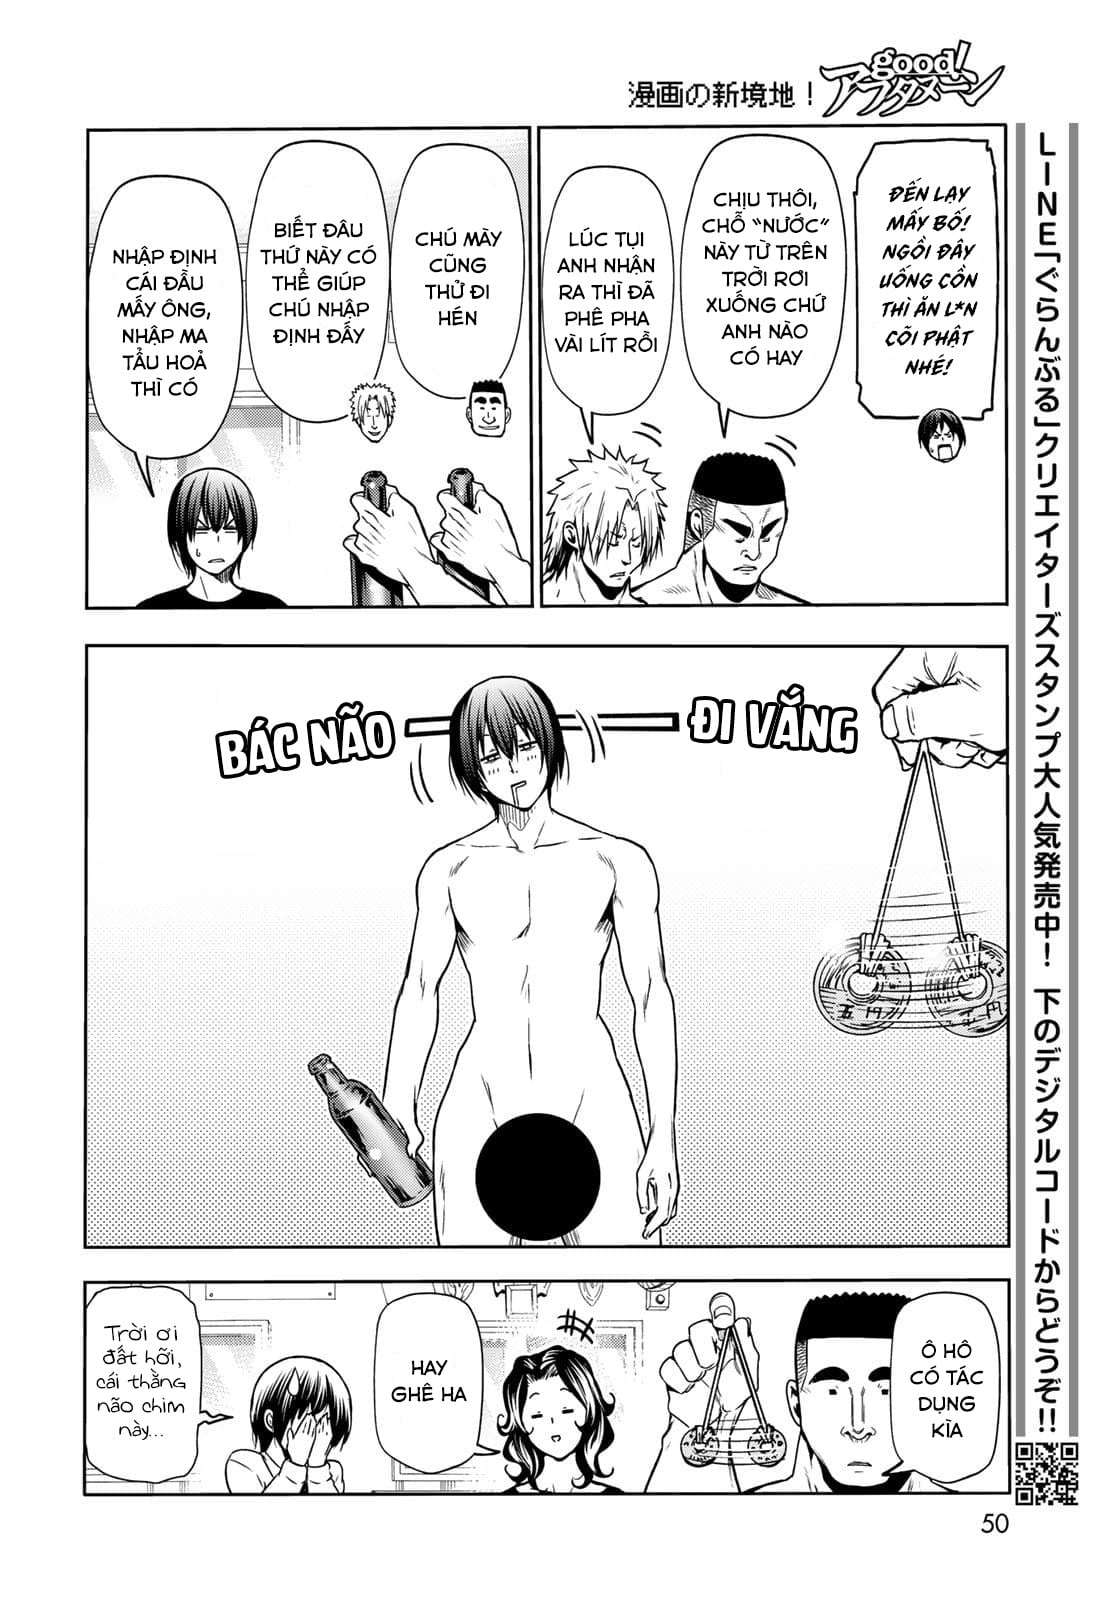 漫画の新境地！
good!
アフタヌーン
LINE「ぐらんぶる」クリエイターズスタンプ大人気発売中！ 下のデジタルコードからどうぞ!!
ĐẾN LẠY
MẤY BỐ!
NGỒI ĐÂY
UỐNG CỒN
THÌ ĂN L*N
CÕI PHẬT
NHÉ!
CHỊU THÔI,
CHỖ “NƯỚC”
NÀY TỪ TRÊN
TRỜI RƠI
XUỐNG CHỨ
ANH NÀO
CÓ HAY
LÚC TỤI
ANH NHẬN
RA THÌ ĐÃ
PHÊ PHA
VÀI LÍT RỒI
CHÚ MÀY
CŨNG
THỬ ĐI
HÉN
BIẾT ĐÂU
THỨ NÀY CÓ
THỂ GIÚP
CHÚ NHẬP
ĐỊNH ĐẤY
NHẬP ĐỊNH
CÁI ĐẦU
MẤY ÔNG,
NHẬP MA
TẨU HOẢ
THÌ CÓ
BÁC NÃO
ĐI VẮNG
五円
五円
Ô HÔ
CÓ TÁC
DỤNG
KÌA
HAY
GHÊ HA
Trời ơi
đất hỡi,
cái thằng
não chim
này...
50